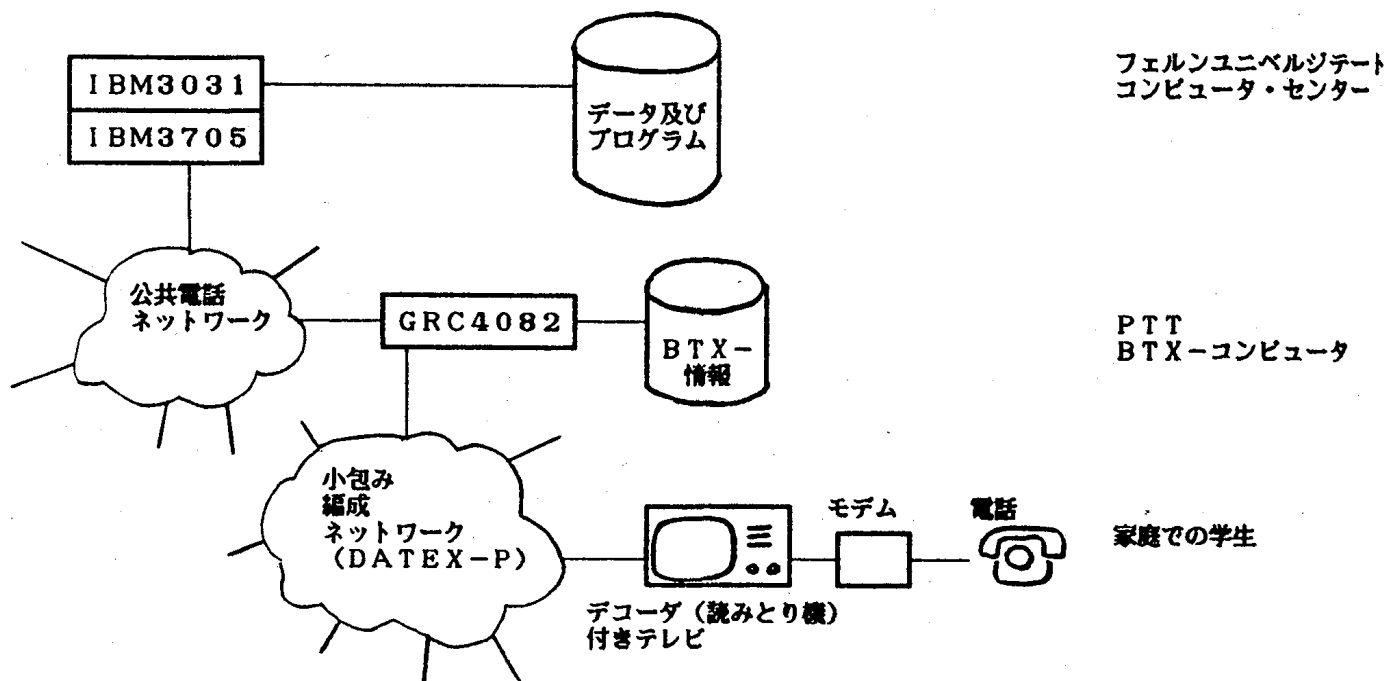 IBM3031
IBM3705
データ及び
プログラム
フェルンユニベルジテート
コンピュータ・センター
公共電話
ネットワーク
GRC4082
BTX-
情報
PTT
BTX-コンピュータ
小包み
編成
ネットワーク
(DATEX-P)
モデム
電話
家庭での学生
デコーダ(読みとり機)
付きテレビ